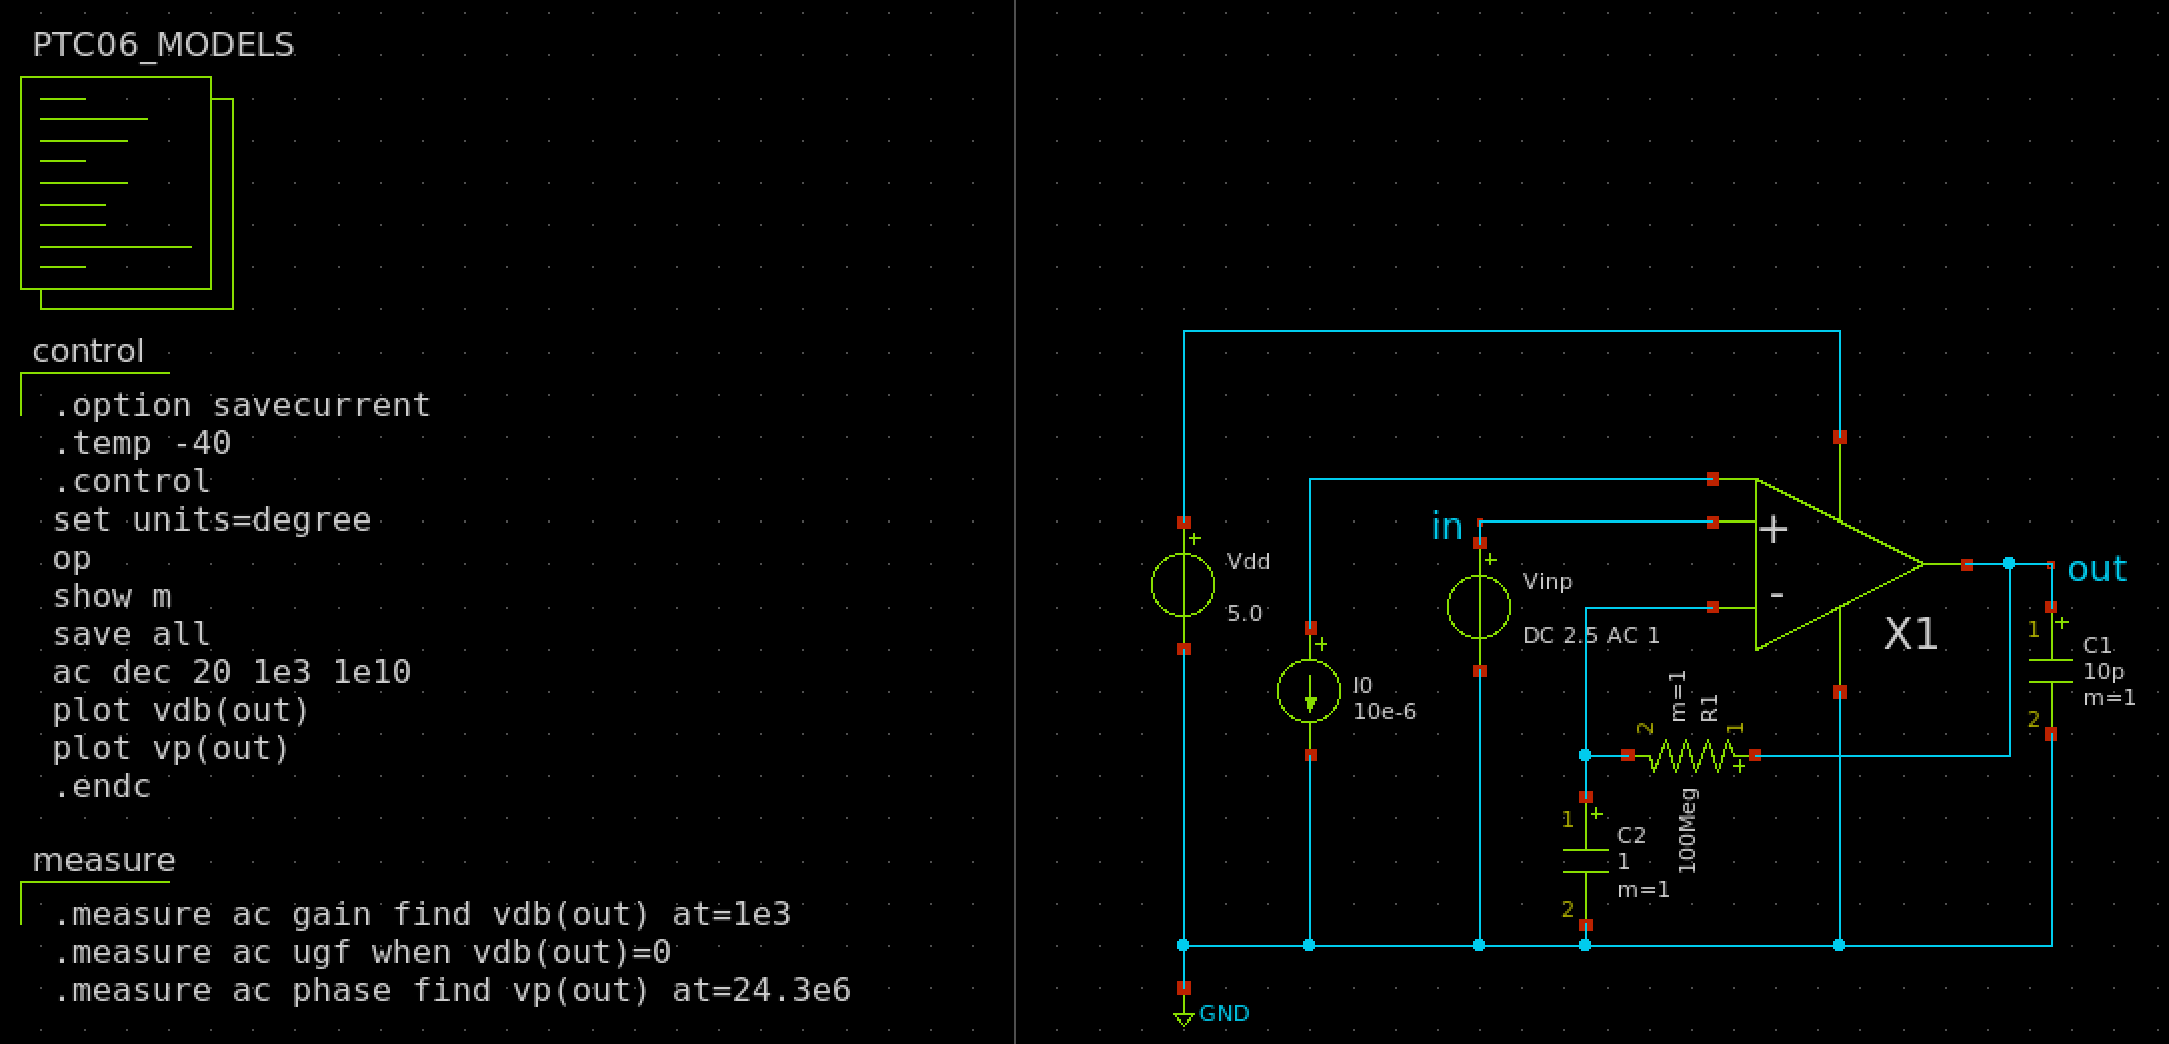 PTC06_MODELS
control
.option savecurrent
.temp -40
.control
set units=degree
op
show m
save all
ac dec 20 1e3 1e10
plot vdb(out)
plot vp(out)
.endc
measure
.measure ac gain find vdb(out) at=1e3
.measure ac ugf when vdb(out)=0
.measure ac phase find vp(out) at=24.3e6
+
Vdd
5.0
+
I0
10e-6
in
+
Vinp
DC 2.5 AC 1
+
-
X1
out
1
+
C1
10p
m=1
2
2
m=1
R1
1
+
100Meg
1
+
C2
1
m=1
2
GND